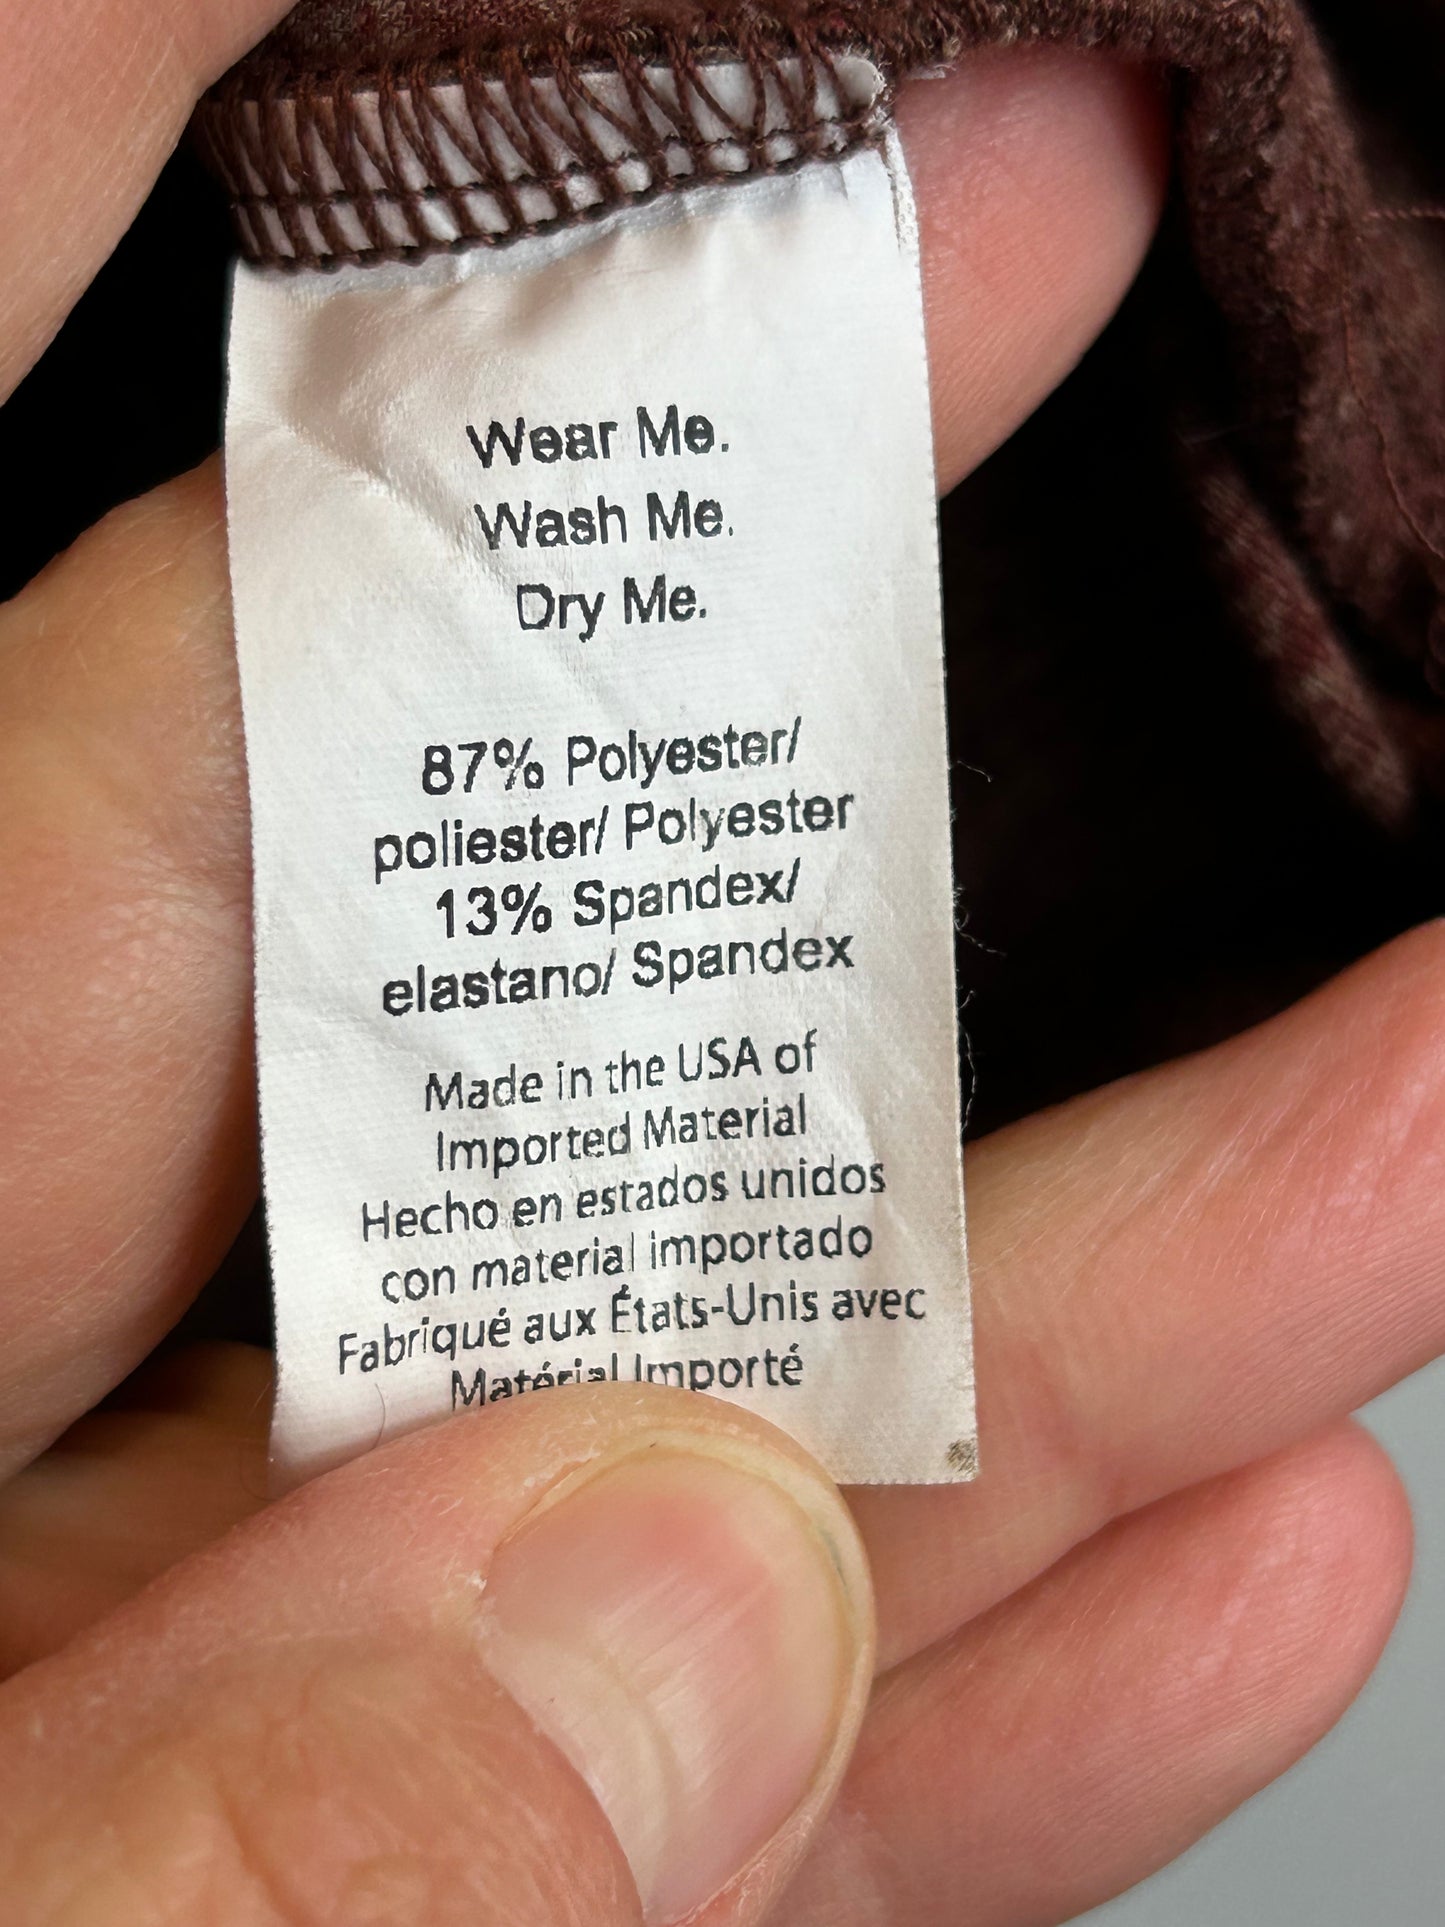 Wear Me.
Wash Me.
Dry Me.
87% Polyester/
poliester/ Polyester
13% Spandex/
elastano/ Spandex
Made in the USA of
Imported Material
Hecho en estados unidos
con material importado
Fabriqué aux États-Unis avec
Matérial Importé